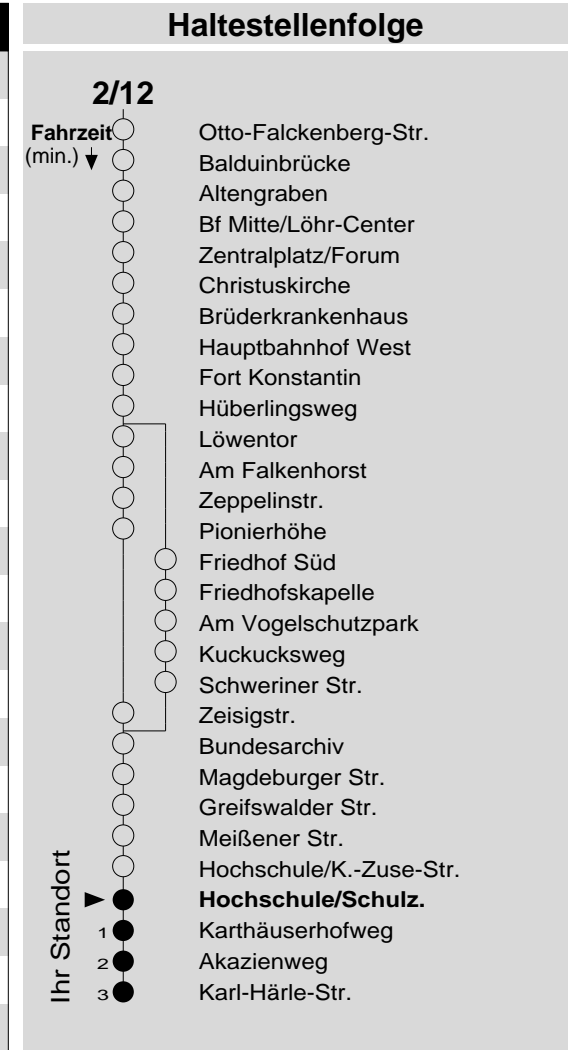 Haltestellenfolge
2/12
Fahrzeit
(min.)
Otto-Falckenberg-Str.
Balduinbrücke
Altengraben
Bf Mitte/Löhr-Center
Zentralplatz/Forum
Christuskirche
Brüderkrankenhaus
Hauptbahnhof West
Fort Konstantin
Hüberlingsweg
Löwentor
Am Falkenhorst
Zeppelinstr.
Pionierhöhe
Friedhof Süd
Friedhofskapelle
Am Vogelschutzpark
Kuckucksweg
Schweriner Str.
Zeisigstr.
Bundesarchiv
Magdeburger Str.
Greifswalder Str.
Meißener Str.
Hochschule/K.-Zuse-Str.
Ihr Standort
Hochschule/Schulz.
1 Karthäuserhofweg
2 Akazienweg
3 Karl-Härle-Str.